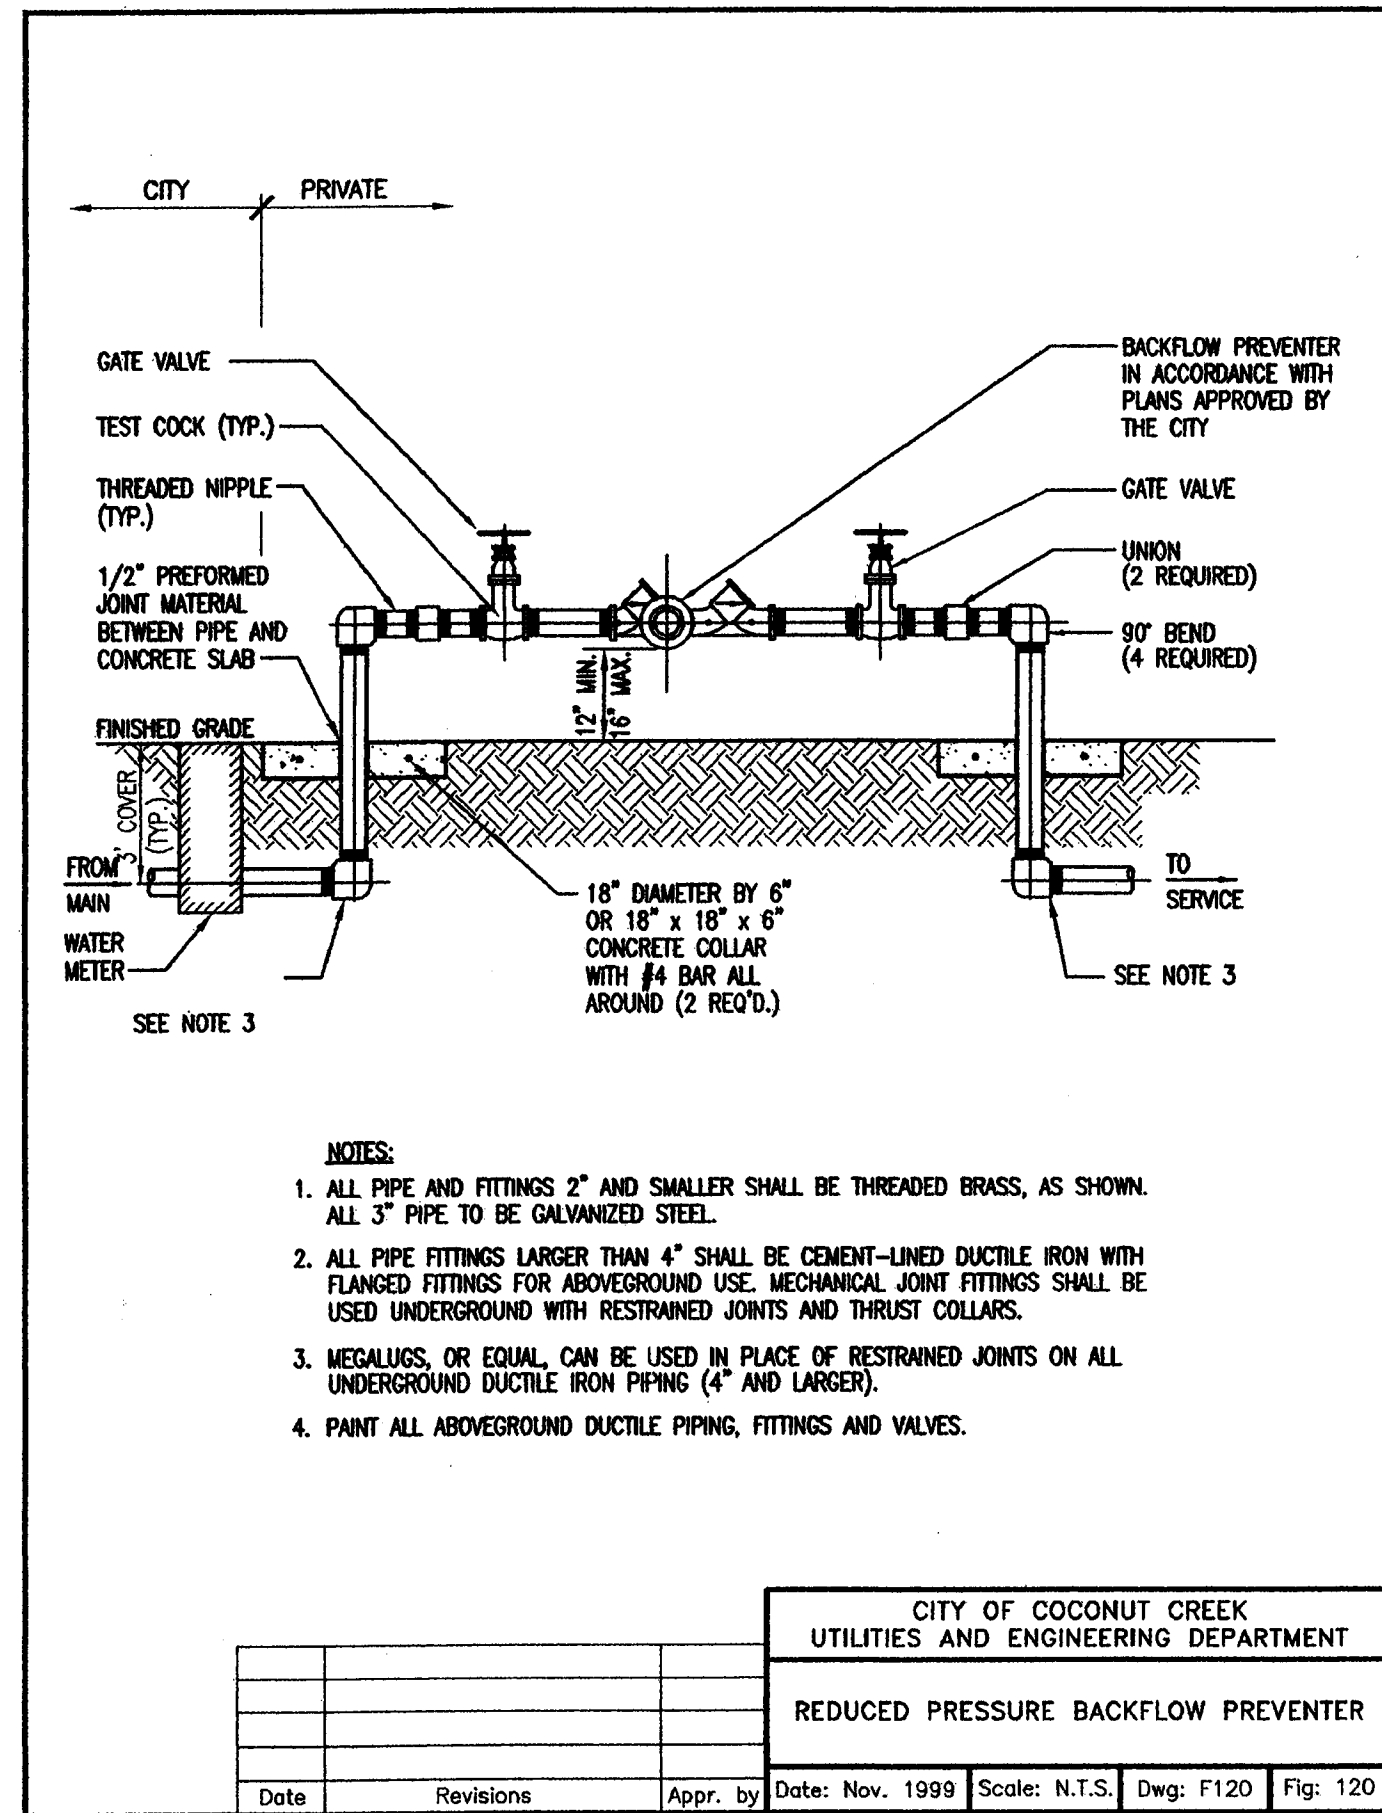 CITY PRIVATE
GATE VALVE
TEST COCK (TYP.)
THREADED NIPPLE
(TYP.)
1/2" PREFORMED
JOINT MATERIAL
BETWEEN PIPE AND
CONCRETE SLAB
FINISHED GRADE
3' COVER
(TYP.)
FROM
MAIN
WATER
METER
SEE NOTE 3
BACKFLOW PREVENTER
IN ACCORDANCE WITH
PLANS APPROVED BY
THE CITY
GATE VALVE
UNION
(2 REQUIRED)
90° BEND
(4 REQUIRED)
12" MIN.
16" MAX.
18" DIAMETER BY 6"
OR 18" x 18" x 6"
CONCRETE COLLAR
WITH #4 BAR ALL
AROUND (2 REQ'D.)
TO
SERVICE
SEE NOTE 3
NOTES:
1. ALL PIPE AND FITTINGS 2" AND SMALLER SHALL BE THREADED BRASS, AS SHOWN.
ALL 3" PIPE TO BE GALVANIZED STEEL.
2. ALL PIPE FITTINGS LARGER THAN 4" SHALL BE CEMENT-LINED DUCTILE IRON WITH
FLANGED FITTINGS FOR ABOVEGROUND USE. MECHANICAL JOINT FITTINGS SHALL BE
USED UNDERGROUND WITH RESTRAINED JOINTS AND THRUST COLLARS.
3. MEGALUGS, OR EQUAL, CAN BE USED IN PLACE OF RESTRAINED JOINTS ON ALL
UNDERGROUND DUCTILE IRON PIPING (4" AND LARGER).
4. PAINT ALL ABOVEGROUND DUCTILE PIPING, FITTINGS AND VALVES.
CITY OF COCONUT CREEK
UTILITIES AND ENGINEERING DEPARTMENT
REDUCED PRESSURE BACKFLOW PREVENTER
Date Revisions Appr. by Date: Nov. 1999 Scale: N.T.S. Dwg: F120 Fig: 120